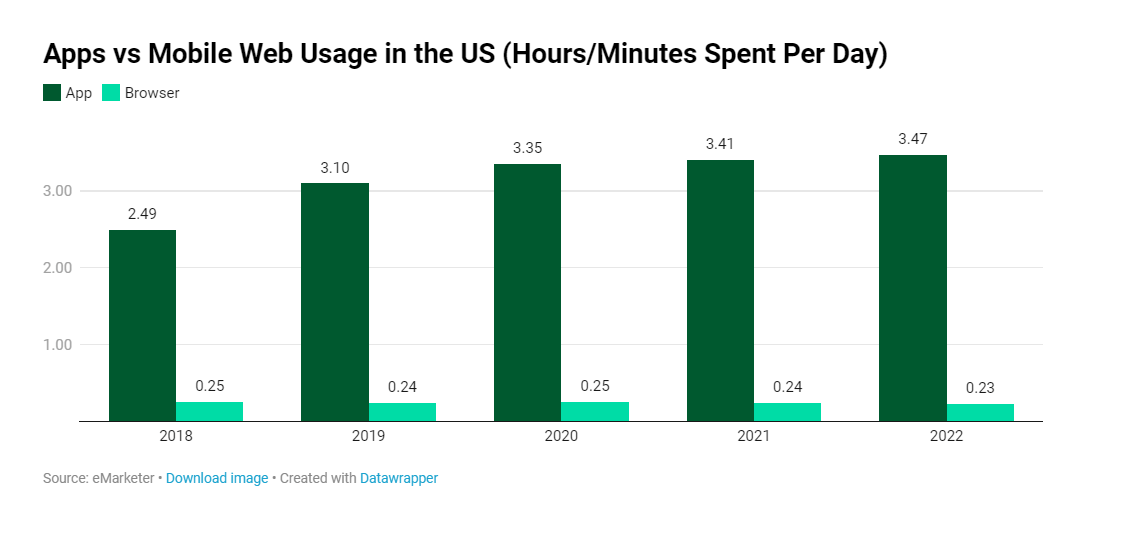 Apps vs Mobile Web Usage in the US (Hours/Minutes Spent Per Day)
App Browser
3.47
3.41
3.35
3.10
3.00
2.49
2.00
1.00
0.25 0.24 0.25 0.24 0.23
2018 2019 2020 2021 2022
Source: eMarketer • Download image • Created with Datawrapper